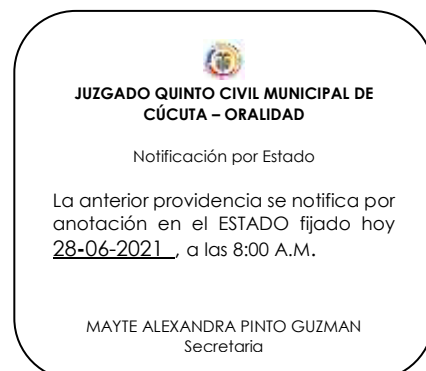 JUZGADO QUINTO CIVIL MUNICIPAL DE
CÚCUTA – ORALIDAD
Notificación por Estado
La anterior providencia se notifica por
anotación en el ESTADO fijado hoy
28-06-2021 , a las 8:00 A.M.
MAYTE ALEXANDRA PINTO GUZMAN
Secretaria